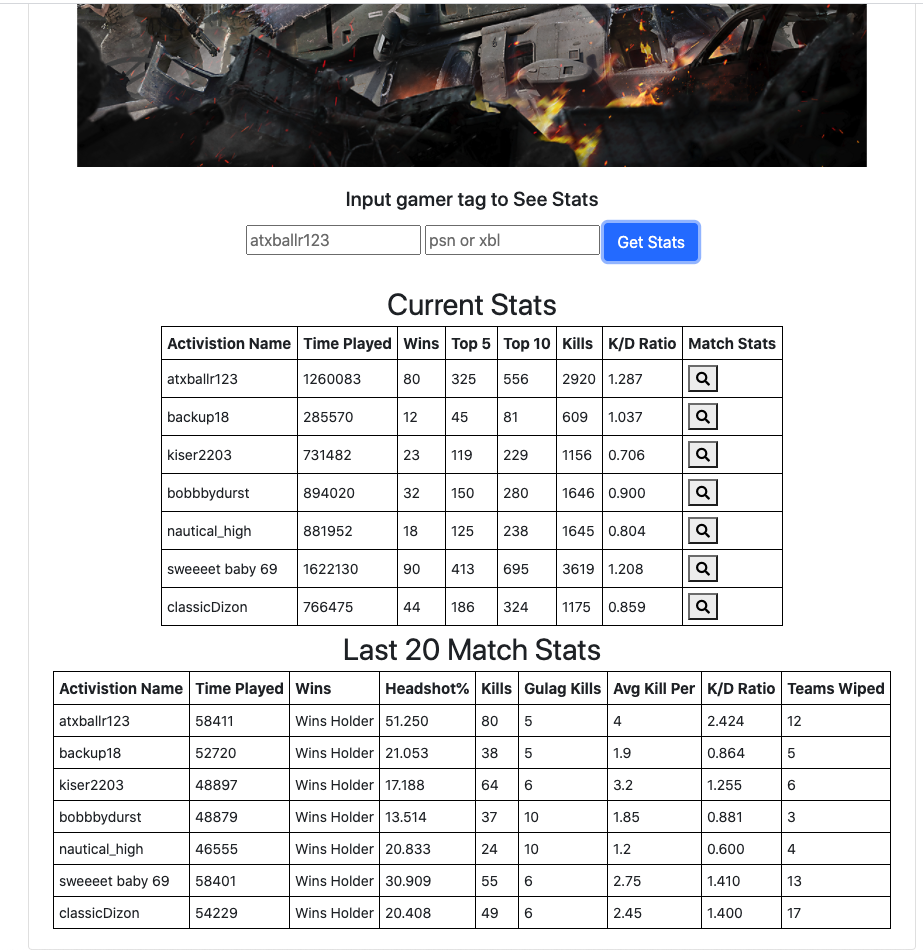 Input gamer tag to See Stats
atxballr123 psn or xbl Get Stats
Current Stats
Activistion Name Time Played Wins Top 5 Top 10 Kills K/D Ratio Match Stats
atxballr123 1260083 80 325 556 2920 1.287
backup18 285570 12 45 81 609 1.037
kiser2203 731482 23 119 229 1156 0.706
bobbbydurst 894020 32 150 280 1646 0.900
nautical_high 881952 18 125 238 1645 0.804
sweeeet baby 69 1622130 90 413 695 3619 1.208
classicDizon 766475 44 186 324 1175 0.859
Last 20 Match Stats
Activistion Name Time Played Wins Headshot% Kills Gulag Kills Avg Kill Per K/D Ratio Teams Wiped
atxballr123 58411 Wins Holder 51.250 80 5 4 2.424 12
backup18 52720 Wins Holder 21.053 38 5 1.9 0.864 5
kiser2203 48897 Wins Holder 17.188 64 6 3.2 1.255 6
bobbbydurst 48879 Wins Holder 13.514 37 10 1.85 0.881 3
nautical_high 46555 Wins Holder 20.833 24 10 1.2 0.600 4
sweeeet baby 69 58401 Wins Holder 30.909 55 6 2.75 1.410 13
classicDizon 54229 Wins Holder 20.408 49 6 2.45 1.400 17